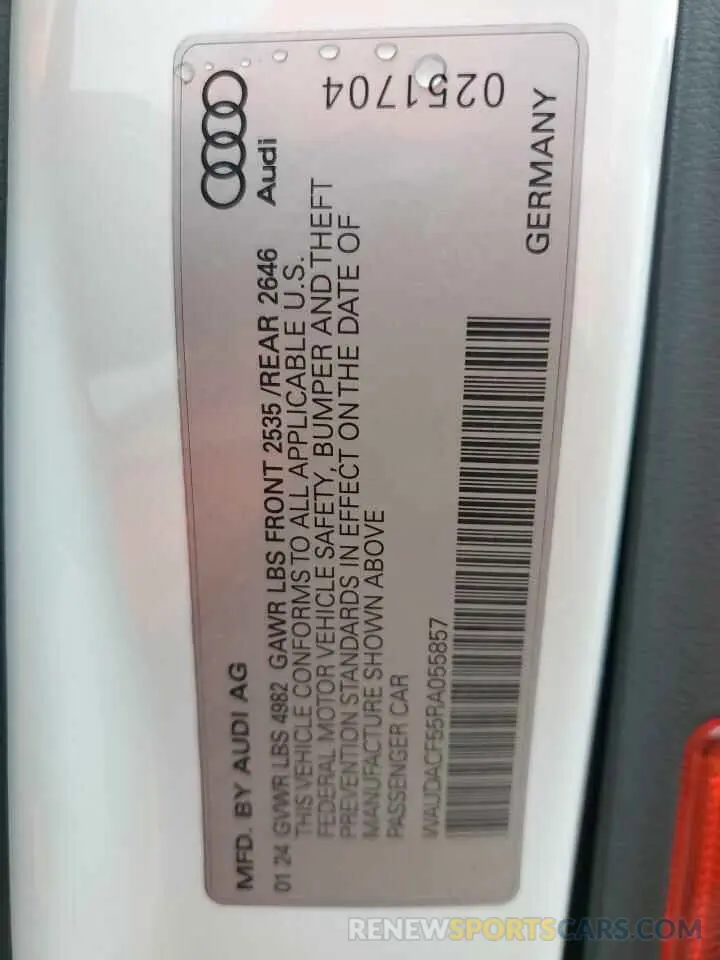 MFD. BY AUDI AG
01 24 GVWR LBS 4982 GAWR LBS FRONT 2535 /REAR 2646
THIS VEHICLE CONFORMS TO ALL APPLICABLE U.S.
FEDERAL MOTOR VEHICLE SAFETY, BUMPER AND THEFT
PREVENTION STANDARDS IN EFFECT ON THE DATE OF
MANUFACTURE SHOWN ABOVE
PASSENGER CAR
WAUDACF55RA055857
Audi
0251704
GERMANY
RENEWSPORTSCARS.COM